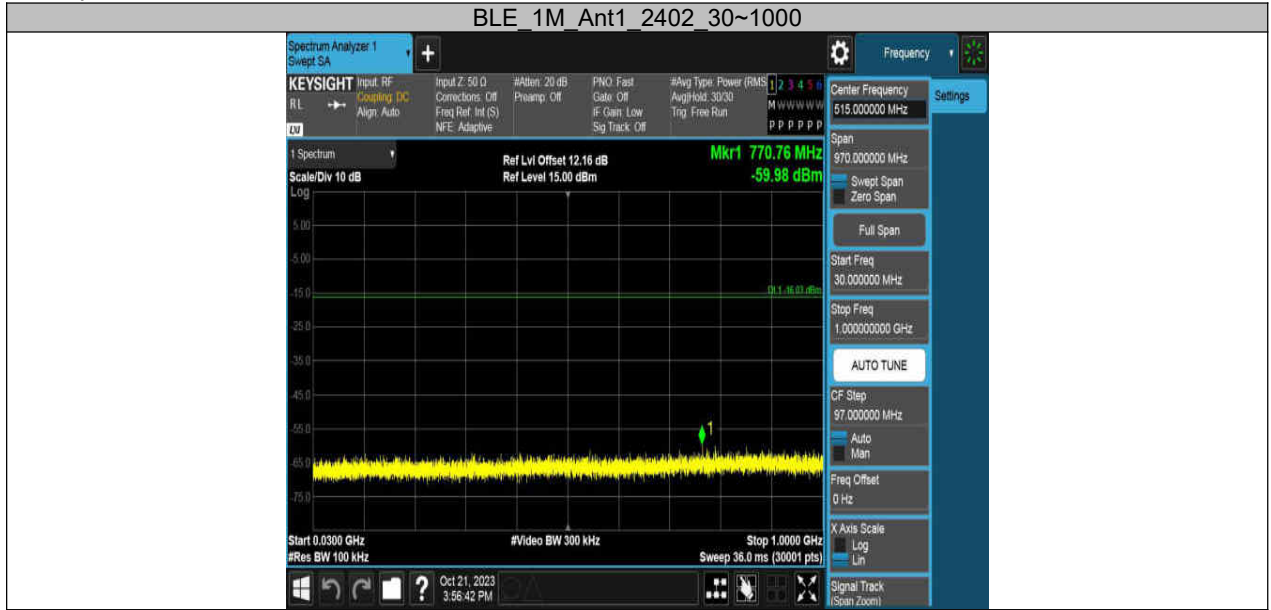 BLE_1M_Ant1_2402_30~1000
Spectrum Analyzer 1
Swept SA
+
Frequency
KEYSIGHT
RL
LXI
Input: RF
Coupling: DC
Align: Auto
Input Z: 50 Ω
Corrections: Off
Freq Ref: Int (S)
NFE: Adaptive
#Atten: 20 dB
Preamp: Off
PNO: Fast
Gate: Off
IF Gain: Low
Sig Track: Off
#Avg Type: Power (RMS
Avg|Hold: 30/30
Trig: Free Run
1 2 3 4 5 6
M W W W W W
P P P P P P
1 Spectrum
Scale/Div 10 dB
Log
Ref Lvl Offset 12.16 dB
Ref Level 15.00 dBm
Mkr1 770.76 MHz
-59.98 dBm
5.00
-5.00
-15.0
DL1 -16.03 dBm
-25.0
-35.0
-45.0
-55.0
1
-65.0
-75.0
Start 0.0300 GHz
#Res BW 100 kHz
#Video BW 300 kHz
Stop 1.0000 GHz
Sweep 36.0 ms (30001 pts)
?
Oct 21, 2023
3:56:42 PM
Center Frequency
515.000000 MHz
Settings
Span
970.000000 MHz
Swept Span
Zero Span
Full Span
Start Freq
30.000000 MHz
Stop Freq
1.000000000 GHz
AUTO TUNE
CF Step
97.000000 MHz
Auto
Man
Freq Offset
0 Hz
X Axis Scale
Log
Lin
Signal Track
(Span Zoom)